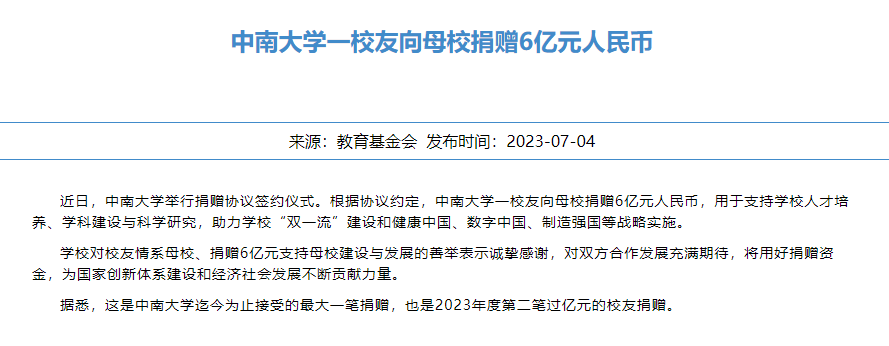 中南大学一校友向母校捐赠6亿元人民币
来源：教育基金会 发布时间：2023-07-04
近日，中南大学举行捐赠协议签约仪式。根据协议约定，中南大学一校友向母校捐赠6亿元人民币，用于支持学校人才培
养、学科建设与科学研究，助力学校“双一流”建设和健康中国、数字中国、制造强国等战略实施。
学校对校友情系母校、捐赠6亿元支持母校建设与发展的善举表示诚挚感谢，对双方合作发展充满期待，将用好捐赠资
金，为国家创新体系建设和经济社会发展不断贡献力量。
据悉，这是中南大学迄今为止接受的最大一笔捐赠，也是2023年度第二笔过亿元的校友捐赠。